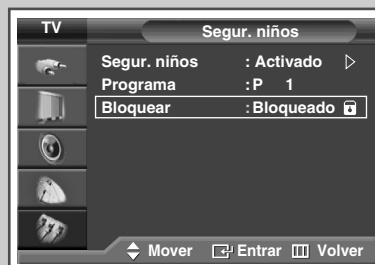 TV Segur. niños
Segur. niños : Activado
Programa : P 1
Bloquear : Bloqueado
Mover Entrar Volver